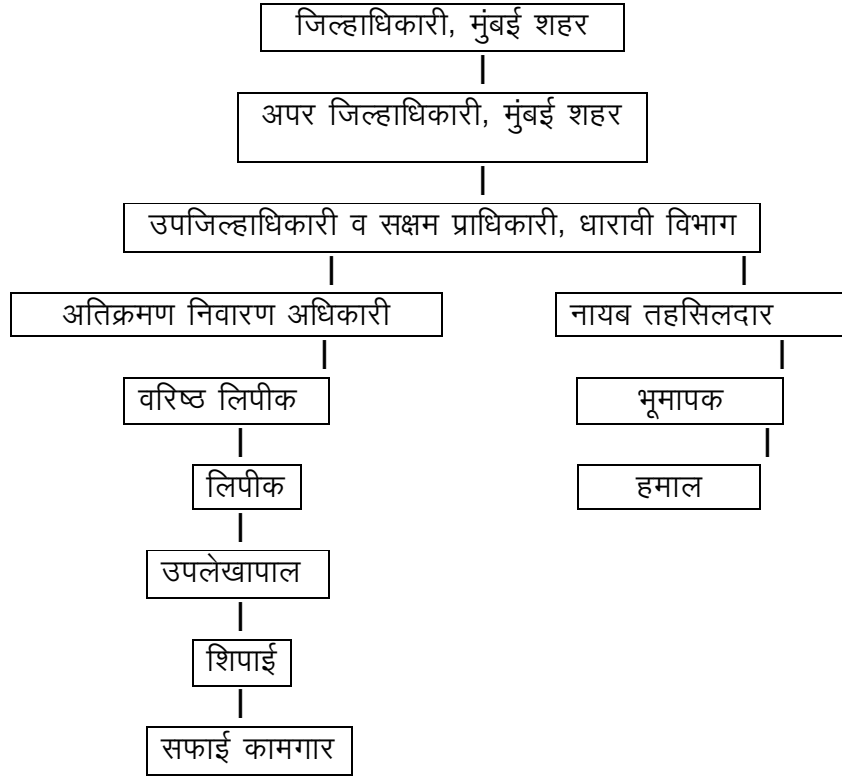 जिल्हाधिकारी, मुंबई शहर
अपर जिल्हाधिकारी, मुंबई शहर
उपजिल्हाधिकारी व सक्षम प्राधिकारी, धारावी विभाग
अतिक्रमण निवारण अधिकारी
नायब तहसिलदार
वरिष्ठ लिपीक
भूमापक
लिपीक
हमाल
उपलेखापाल
शिपाई
सफाई कामगार